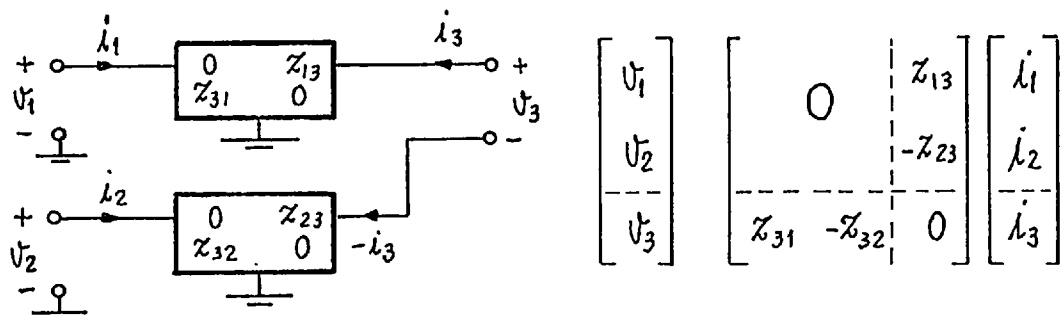 i₁ i₃
+ 0 z₁₃ +
v₁ z₃₁ 0 v₃
- -
i₂
+ 0 z₂₃
v₂ z₃₂ 0 -i₃
-
v₁ 0 z₁₃ i₁
v₂ -z₂₃ i₂
v₃ z₃₁ -z₃₂ 0 i₃